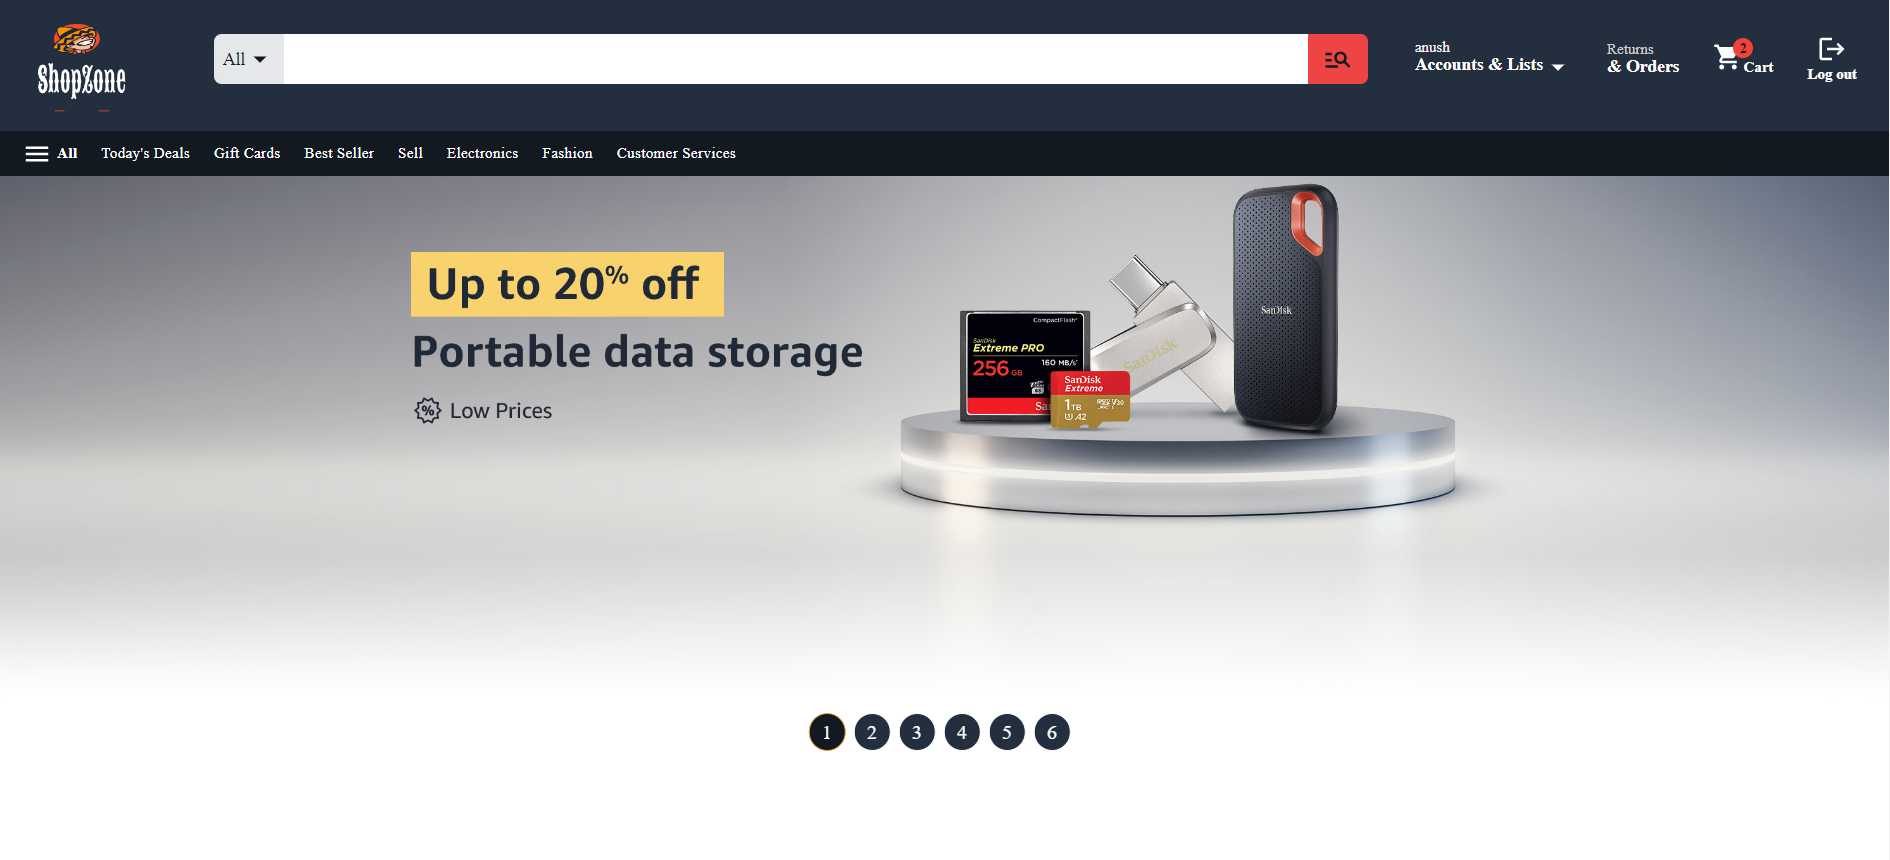 ShopZone
All
anush
Accounts & Lists
Returns
& Orders
2
Cart
Log out
All
Today's Deals
Gift Cards
Best Seller
Sell
Electronics
Fashion
Customer Services
Up to 20% off
Portable data storage
% Low Prices
CompactFlash®
SanDisk
Extreme PRO
256 GB
160 MB/s*
SanDisk
Extreme
1TB
V30
A2
SanDisk
SanDisk
1
2
3
4
5
6